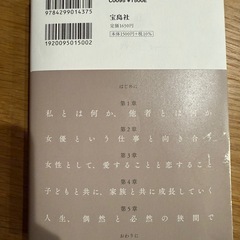 9784299014375
1920095015002
C0095 ¥1500E
宝島社
定価1650円
(本体1500円+税10%)
はじめに
第1章
私とは何か、他者とは何か
第2章
女優という仕事と向き合う
第3章
女性として、愛することと恋すること
第4章
子どもと共に、家族と共に成長していく
第5章
人生、偶然と必然の狭間で
おわりに